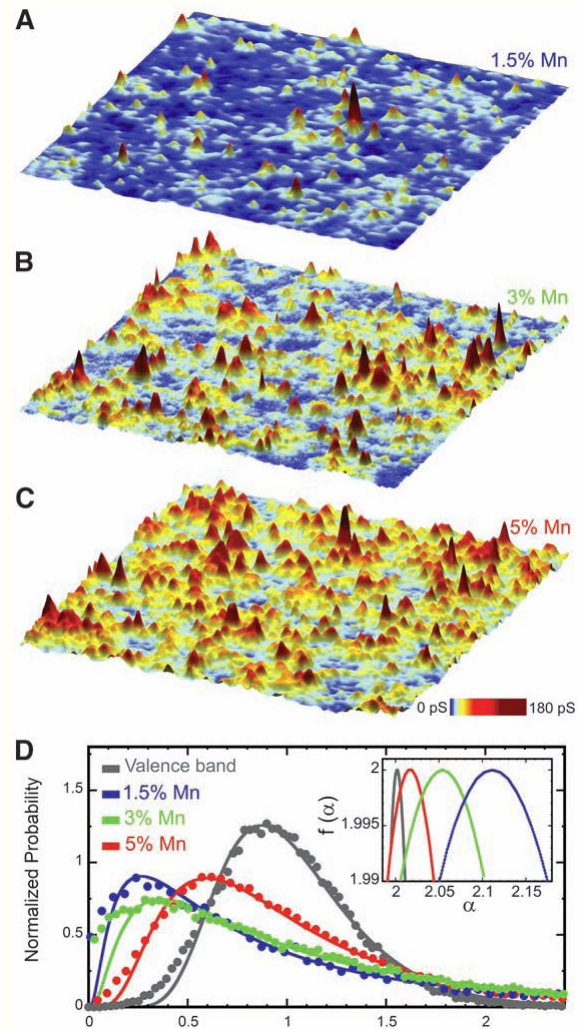 A
1.5% Mn
B
3% Mn
C
5% Mn
0 pS 180 pS
D
Valence band
1.5% Mn
3% Mn
5% Mn
Normalized Probability
1.5
1
0.5
0
0 0.5 1 1.5 2
f (α)
2
1.995
1.99
2 2.05 2.1 2.15
α